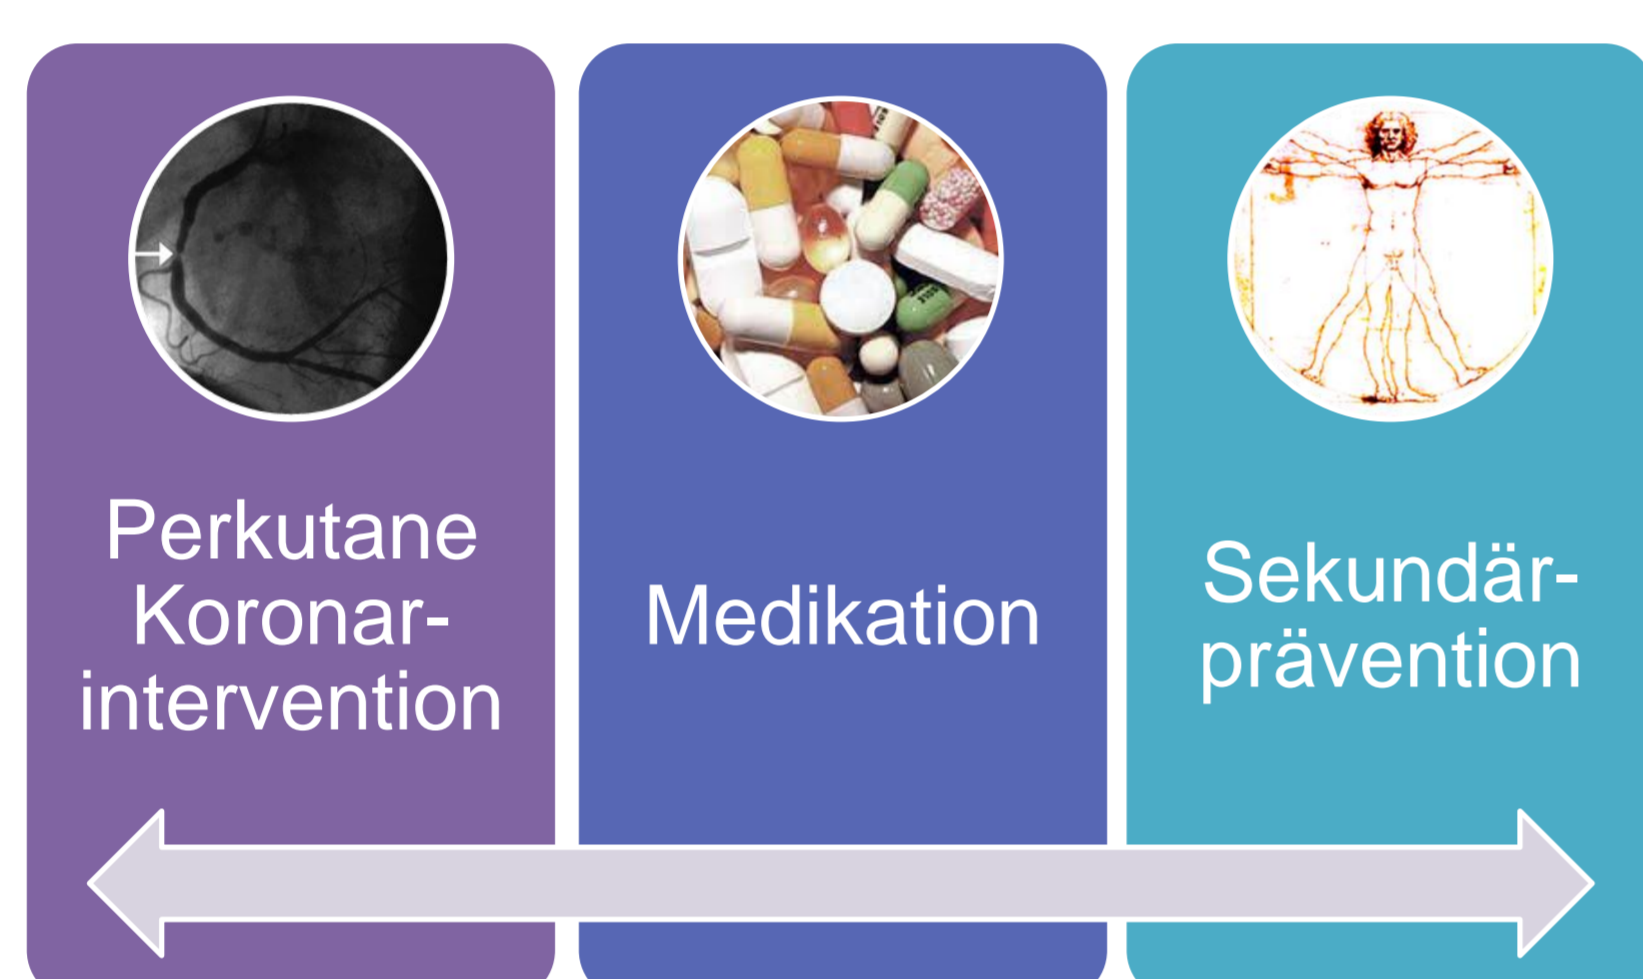 Perkutane
Koronar-
intervention
Medikation
Sekundär-
prävention